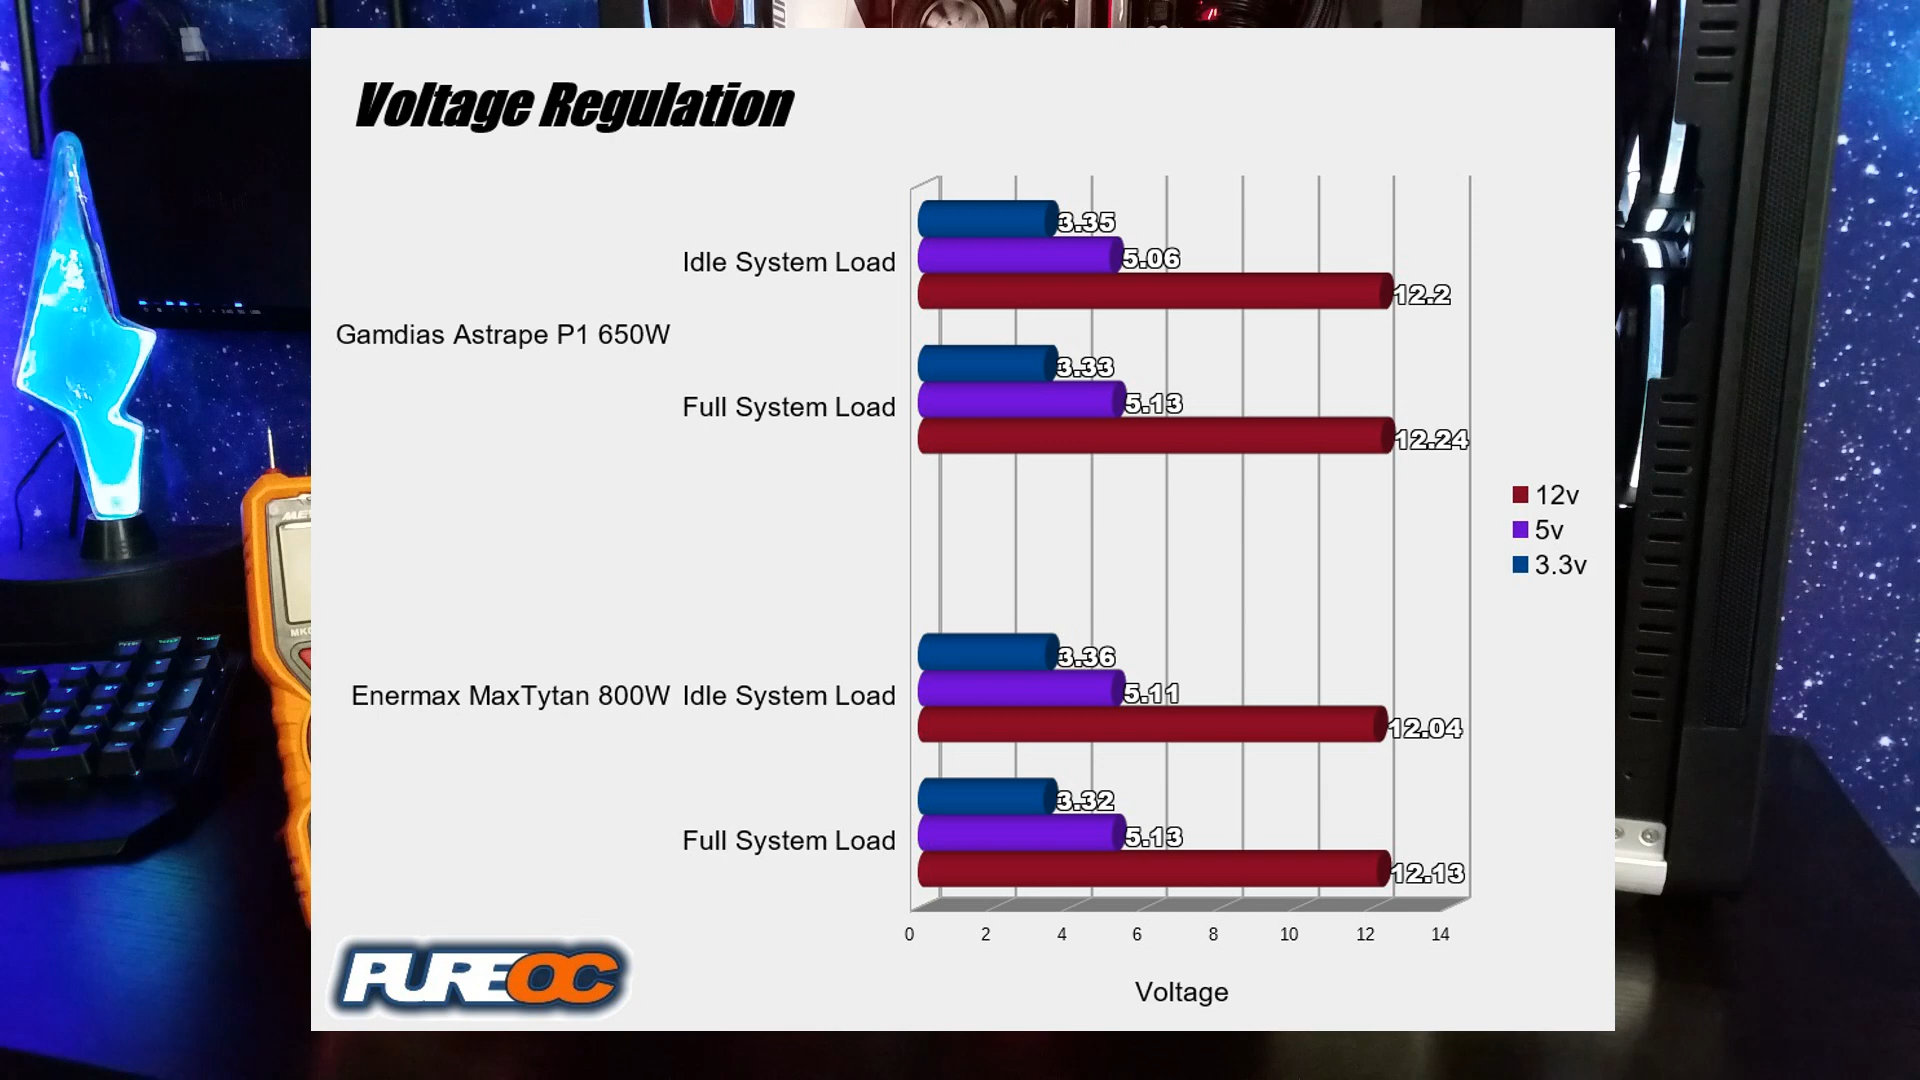 Voltage Regulation
3.35
Idle System Load
5.06
12.2
Gamdias Astrape P1 650W
3.33
Full System Load
5.13
12.24
12v
5v
3.3v
3.36
Enermax MaxTytan 800W
Idle System Load
5.11
12.04
3.32
Full System Load
5.13
12.13
0 2 4 6 8 10 12 14
Voltage
PUREOC